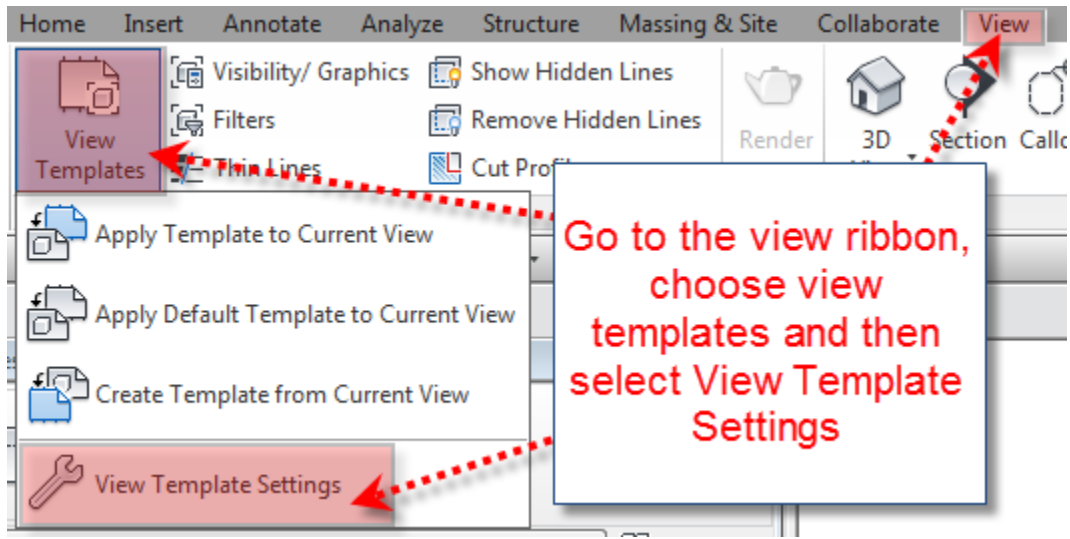 Home Insert Annotate Analyze Structure Massing & Site Collaborate View
Visibility/ Graphics Show Hidden Lines
Filters Remove Hidden Lines
View
Templates
Thin Lines Cut Prof
Render 3D Section Callo
Apply Template to Current View
Apply Default Template to Current View
Create Template from Current View
View Template Settings
Go to the view ribbon,
choose view
templates and then
select View Template
Settings